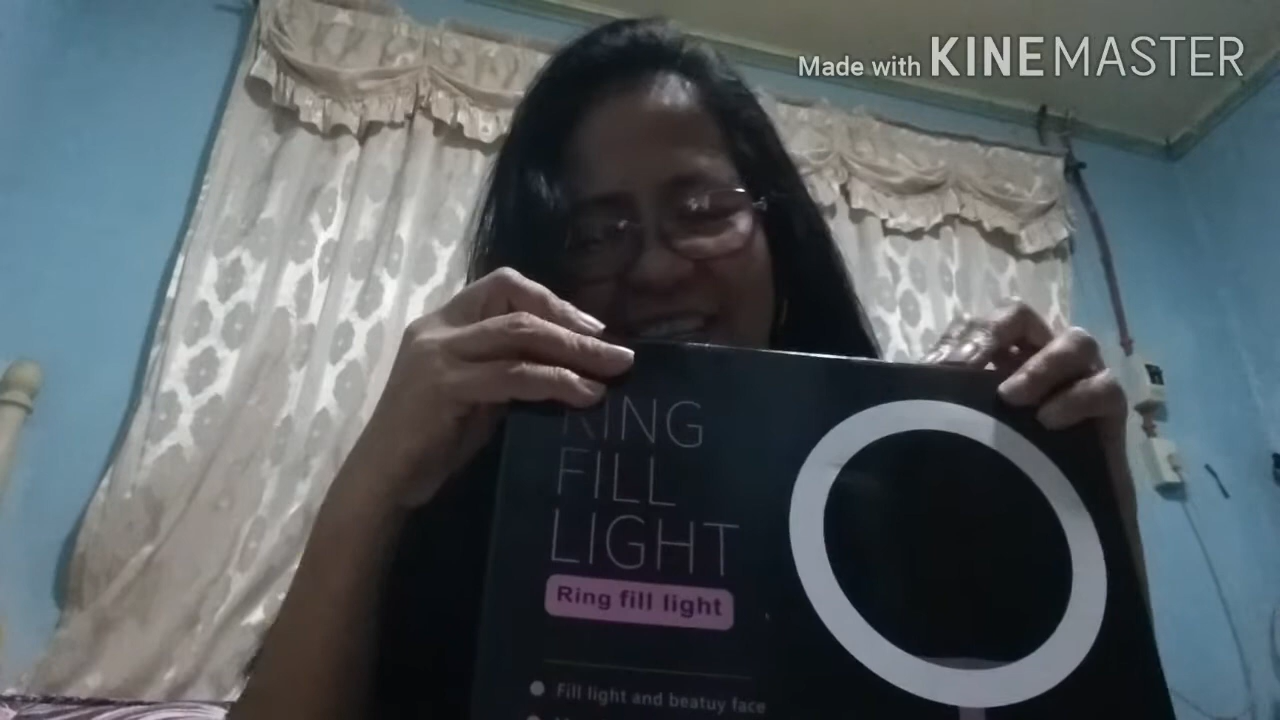 Made with KINEMASTER
RING
FILL
LIGHT
Ring fill light
Fill light and beatuy face